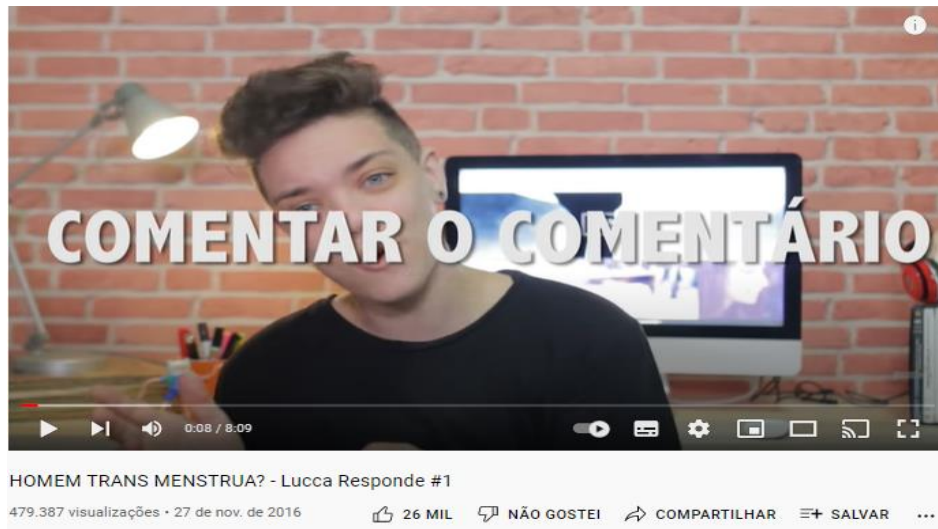 COMENTAR O COMENTÁRIO
0:08 / 8:09
HOMEM TRANS MENSTRUA? - Lucca Responde #1
479.387 visualizações • 27 de nov. de 2016 26 MIL NÃO GOSTEI COMPARTILHAR SALVAR ...